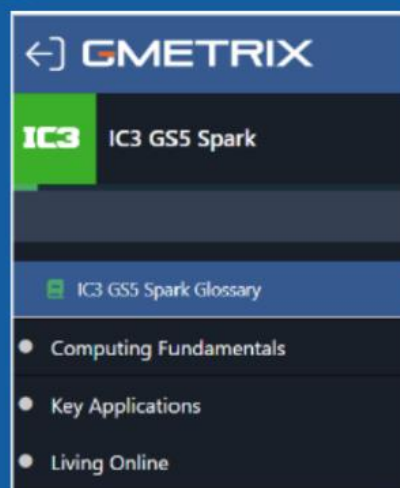 GMETRIX
IC3 IC3 GS5 Spark
IC3 GS5 Spark Glossary
Computing Fundamentals
Key Applications
Living Online